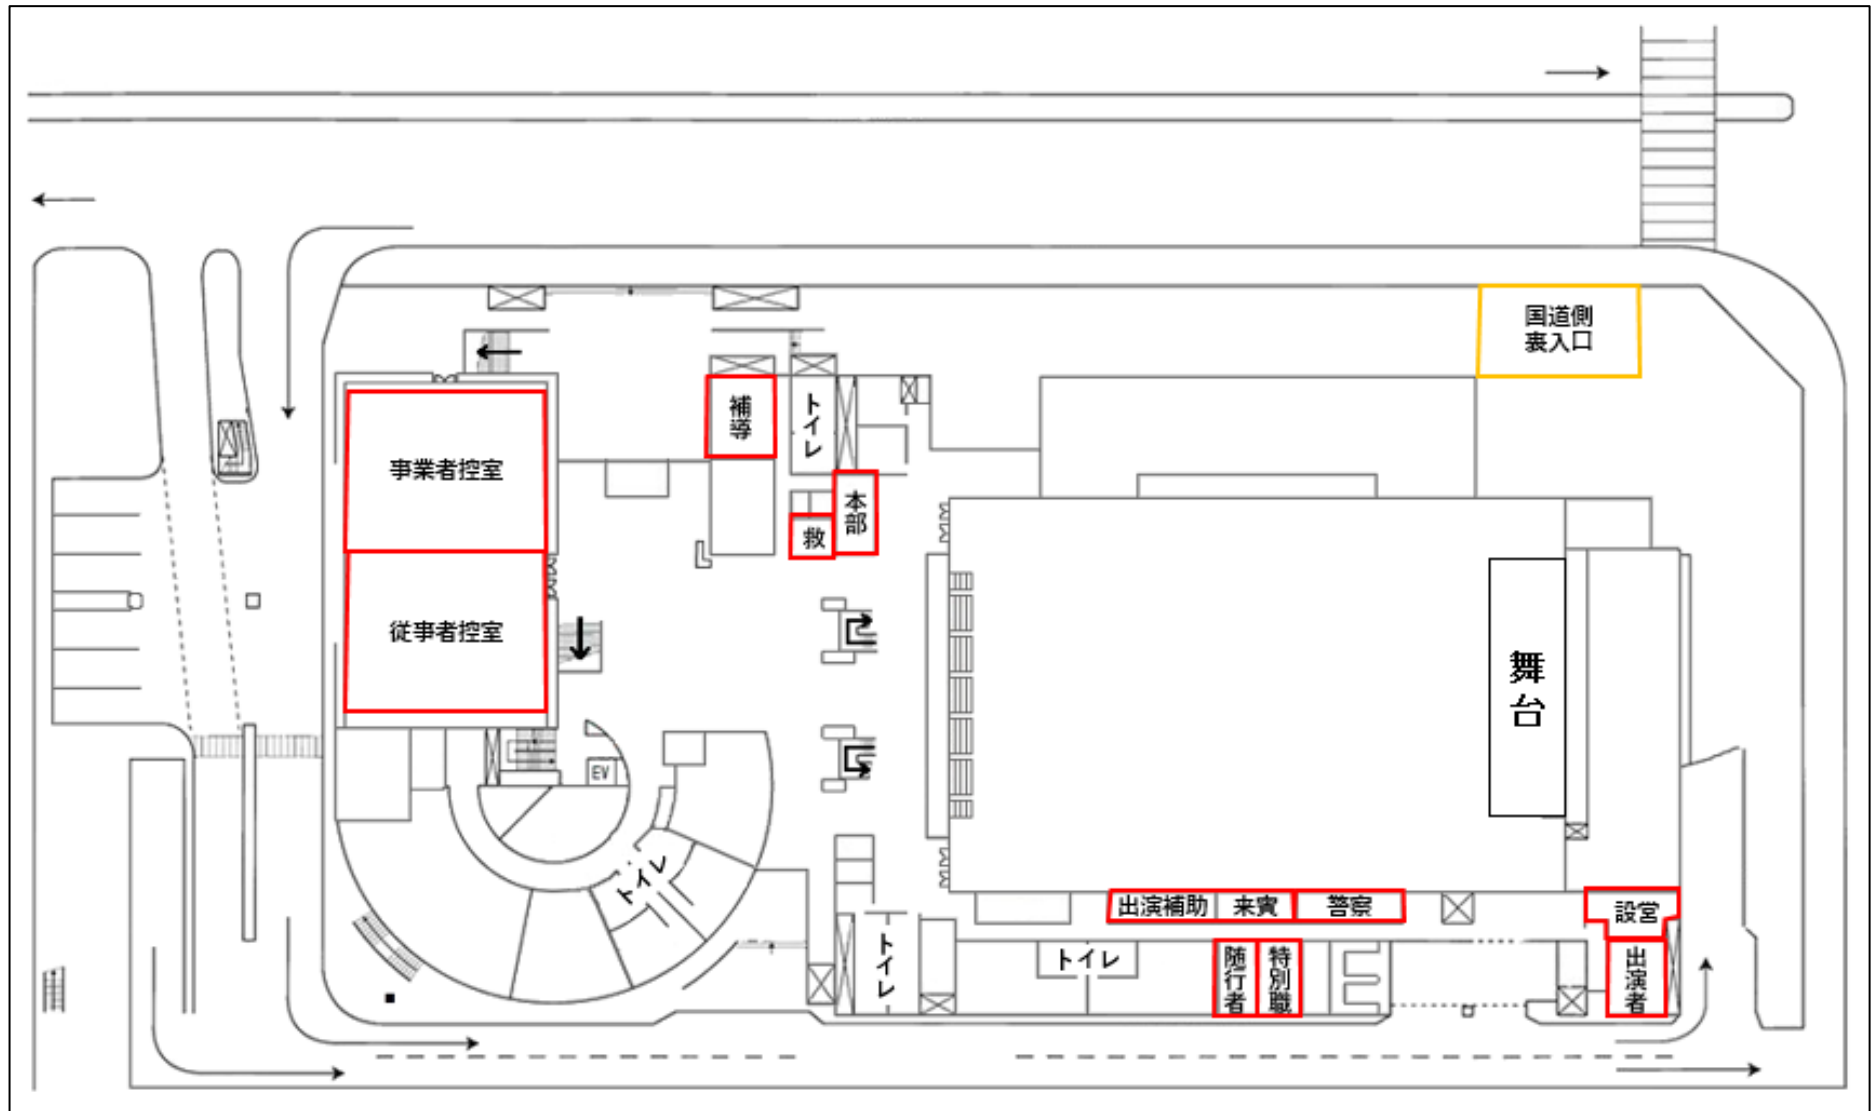 国道側
裏入口
補導
トイレ
事業者控室
本部
救
従事者控室
舞台
EV
トイレ
出演補助
来賓
警察
設営
トイレ
トイレ
随行者
特別職
出演者